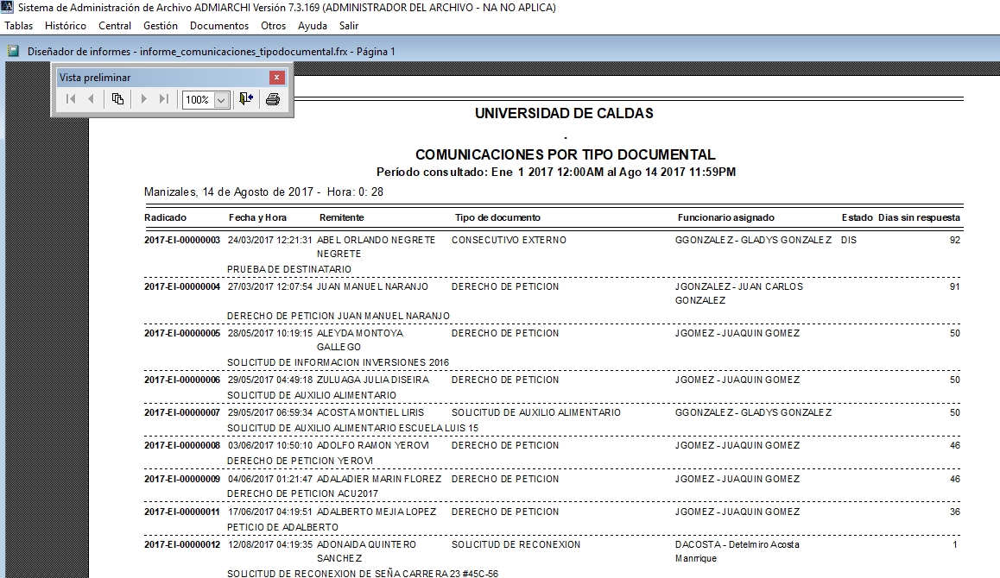 Sistema de Administración de Archivo ADMIARCHI Versión 7.3.169 (ADMINISTRADOR DEL ARCHIVO - NA NO APLICA)
Tablas Histórico Central Gestión Documentos Otros Ayuda Salir
Diseñador de informes - informe_comunicaciones_tipodocumental.frx - Página 1
Vista preliminar
100%
UNIVERSIDAD DE CALDAS
.
COMUNICACIONES POR TIPO DOCUMENTAL
Período consultado: Ene 1 2017 12:00AM al Ago 14 2017 11:59PM
Manizales, 14 de Agosto de 2017 - Hora: 0: 28
Radicado Fecha y Hora Remitente Tipo de documento Funcionario asignado Estado Dias sin respuesta
2017-EI-00000003 24/03/2017 12:21:31 ABEL ORLANDO NEGRETE CONSECUTIVO EXTERNO GGONZALEZ - GLADYS GONZALEZ DIS 92
NEGRETE
PRUEBA DE DESTINATARIO
2017-EI-00000004 27/03/2017 12:07:54 JUAN MANUEL NARANJO DERECHO DE PETICION JGONZALEZ - JUAN CARLOS 91
GONZALEZ
DERECHO DE PETICION JUAN MANUEL NARANJO
2017-EI-00000005 28/05/2017 10:19:15 ALEYDA MONTOYA DERECHO DE PETICION JGOMEZ - JUAQUIN GOMEZ 50
GALLEGO
SOLICITUD DE INFORMACION INVERSIONES 2016
2017-EI-00000006 29/05/2017 04:49:18 ZULUAGA JULIA DISEIRA DERECHO DE PETICION JGOMEZ - JUAQUIN GOMEZ 50
SOLICITUD DE AUXILIO ALIMENTARIO
2017-EI-00000007 29/05/2017 06:59:34 ACOSTA MONTIEL LIRIS SOLICITUD DE AUXILIO ALIMENTARIO GGONZALEZ - GLADYS GONZALEZ 50
SOLICITUD DE AUXILIO ALIMENTARIO ESCUELA LUIS 15
2017-EI-00000008 03/06/2017 10:50:10 ADOLFO RAMON YEROVI DERECHO DE PETICION JGOMEZ - JUAQUIN GOMEZ 46
DERECHO DE PETICION YEROVI
2017-EI-00000009 04/06/2017 01:21:47 ADALADIER MARIN FLOREZ DERECHO DE PETICION JGOMEZ - JUAQUIN GOMEZ 46
DERECHO DE PETICION ACU2017
2017-EI-00000011 17/06/2017 04:19:51 ADALBERTO MEJIA LOPEZ DERECHO DE PETICION JGOMEZ - JUAQUIN GOMEZ 36
PETICIO DE ADALBERTO
2017-EI-00000012 12/08/2017 04:19:35 ADONAIDA QUINTERO SOLICITUD DE RECONEXION DACOSTA - Detelmiro Acosta 1
SANCHEZ Manrrique
SOLICITUD DE RECONEXION DE SEÑA CARRERA 23 #45C-56